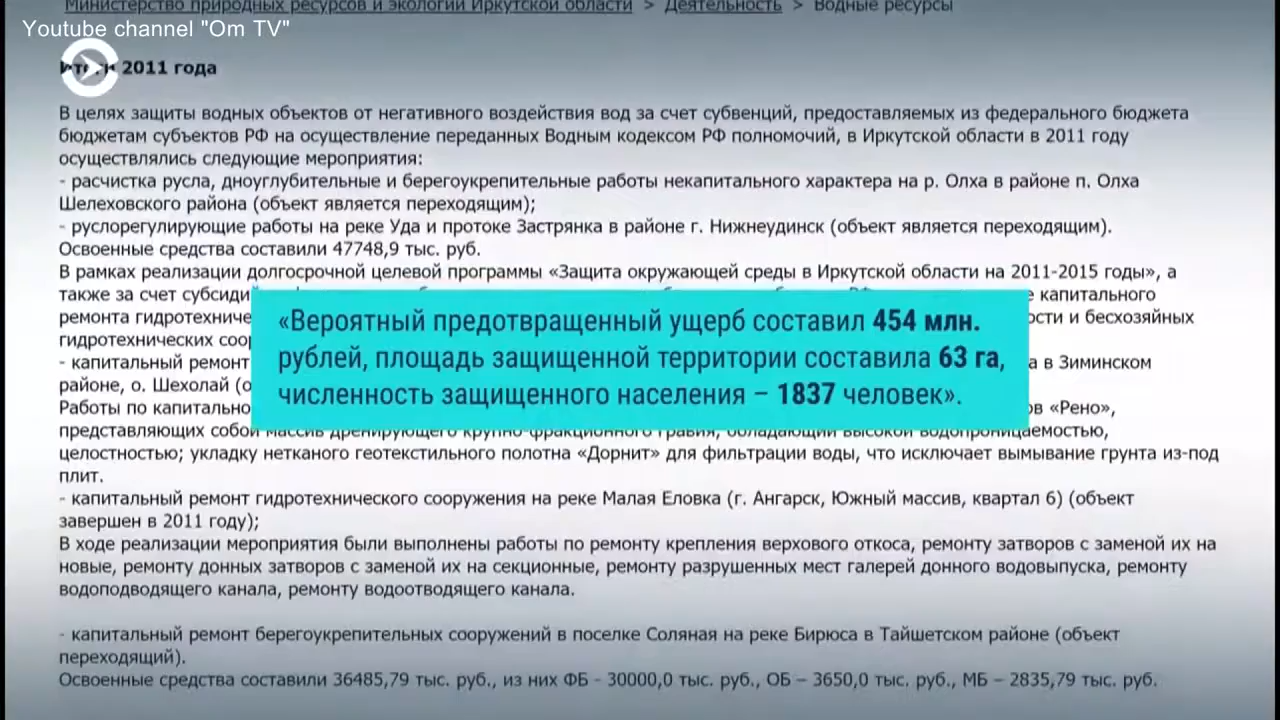 Министерство природных ресурсов и экологии Иркутской области > Деятельность > Водные ресурсы
Youtube channel "Om TV"
Итоги 2011 года
В целях защиты водных объектов от негативного воздействия вод за счет субвенций, предоставляемых из федерального бюджета
бюджетам субъектов РФ на осуществление переданных Водным кодексом РФ полномочий, в Иркутской области в 2011 году
осуществлялись следующие мероприятия:
- расчистка русла, дноуглубительные и берегоукрепительные работы некапитального характера на р. Олха в районе п. Олха
Шелеховского района (объект является переходящим);
- руслорегулирующие работы на реке Уда и протоке Застрянка в районе г. Нижнеудинск (объект является переходящим).
Освоенные средства составили 47748,9 тыс. руб.
В рамках реализации долгосрочной целевой программы «Защита окружающей среды в Иркутской области на 2011-2015 годы», а
также за счет е капитального
ремонта и бесхозяйных
«Вероятный предотвращенный ущерб составил 454 млн.
рублей, площадь защищенной территории составила 63 га,
численность защищенного населения – 1837 человек».
- капитальный ремонт а в Зиминском
районе, о. Шехолай
Работы по «Рено»,
представляющих собой массив дренирующего крупно-фракционного гравия, обладающий высокой водопроницаемостью,
целостностью; укладку нетканого геотекстильного полотна «Дорнит» для фильтрации воды, что исключает вымывание грунта из-под
плит.
- капитальный ремонт гидротехнического сооружения на реке Малая Еловка (г. Ангарск, Южный массив, квартал 6) (объект
завершен в 2011 году);
В ходе реализации мероприятия были выполнены работы по ремонту крепления верхового откоса, ремонту затворов с заменой их на
новые, ремонту донных затворов с заменой их на секционные, ремонту разрушенных мест галерей донного водовыпуска, ремонту
водоподводящего канала, ремонту водоотводящего канала.
- капитальный ремонт берегоукрепительных сооружений в поселке Соляная на реке Бирюса в Тайшетском районе (объект
переходящий).
Освоенные средства составили 36485,79 тыс. руб., из них ФБ - 30000,0 тыс. руб., ОБ – 3650,0 тыс. руб., МБ – 2835,79 тыс. руб.